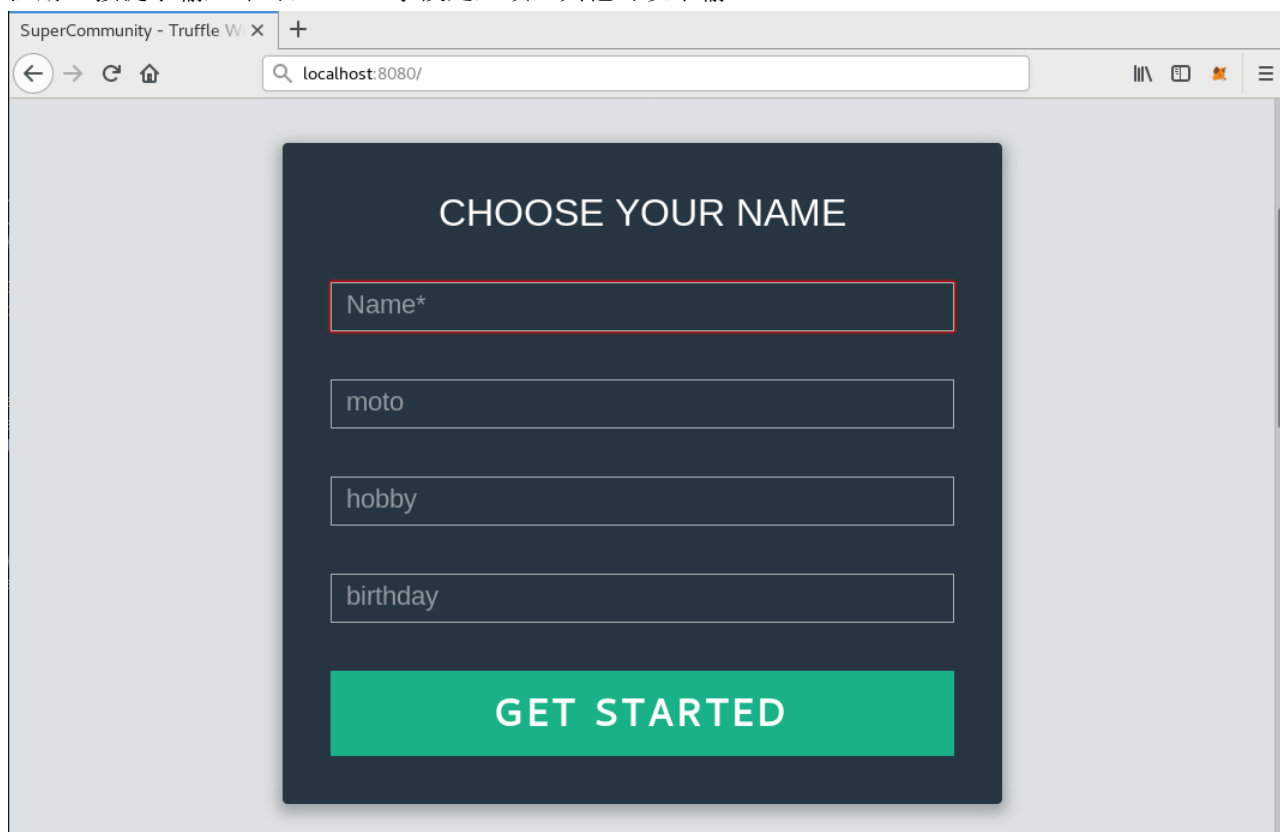 SuperCommunity - Truffle W
localhost:8080/
CHOOSE YOUR NAME
Name*
moto
hobby
birthday
GET STARTED